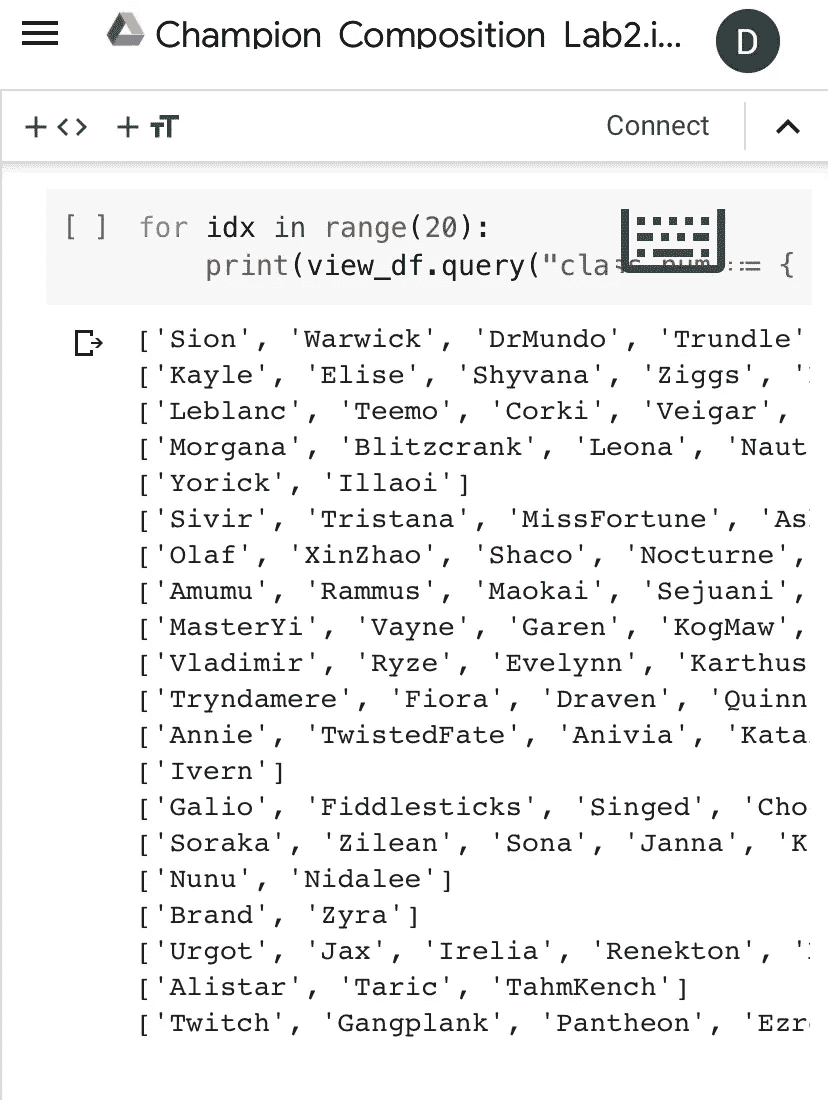 Champion Composition Lab2.i...
D
+ <> + TT Connect
[ ] for idx in range(20):
print(view_df.query("class_num == {
['Sion', 'Warwick', 'DrMundo', 'Trundle'
['Kayle', 'Elise', 'Shyvana', 'Ziggs', '
['Leblanc', 'Teemo', 'Corki', 'Veigar',
['Morgana', 'Blitzcrank', 'Leona', 'Naut
['Yorick', 'Illaoi']
['Sivir', 'Tristana', 'MissFortune', 'As
['Olaf', 'XinZhao', 'Shaco', 'Nocturne',
['Amumu', 'Rammus', 'Maokai', 'Sejuani',
['MasterYi', 'Vayne', 'Garen', 'KogMaw',
['Vladimir', 'Ryze', 'Evelynn', 'Karthus
['Tryndamere', 'Fiora', 'Draven', 'Quinn
['Annie', 'TwistedFate', 'Anivia', 'Kata
['Ivern']
['Galio', 'Fiddlesticks', 'Singed', 'Cho
['Soraka', 'Zilean', 'Sona', 'Janna', 'K
['Nunu', 'Nidalee']
['Brand', 'Zyra']
['Urgot', 'Jax', 'Irelia', 'Renekton', '
['Alistar', 'Taric', 'TahmKench']
['Twitch', 'Gangplank', 'Pantheon', 'Ezr